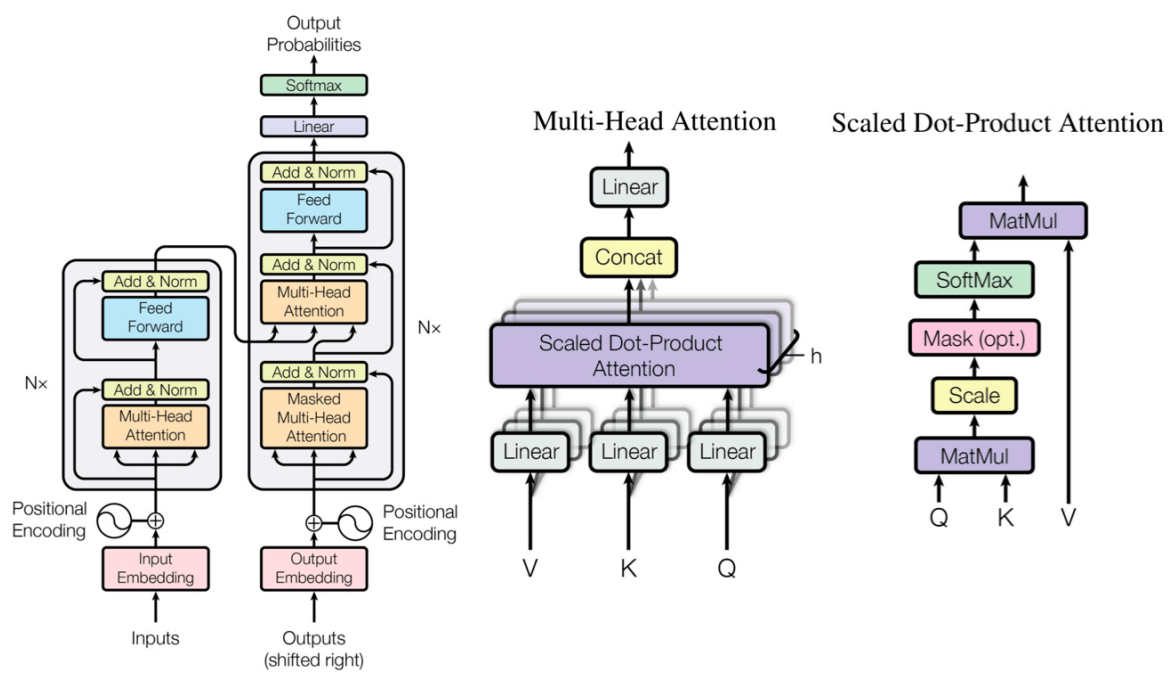 Output
Probabilities
Softmax
Linear
Add & Norm
Feed
Forward
Add & Norm
Multi-Head
Attention
Nx
Add & Norm
Masked
Multi-Head
Attention
Positional
Encoding
Output
Embedding
Outputs
(shifted right)
Add & Norm
Feed
Forward
Nx
Add & Norm
Multi-Head
Attention
Positional
Encoding
Input
Embedding
Inputs
Multi-Head Attention
Linear
Concat
Scaled Dot-Product
Attention
h
Linear
Linear
Linear
V
K
Q
Scaled Dot-Product Attention
MatMul
SoftMax
Mask (opt.)
Scale
MatMul
Q
K
V